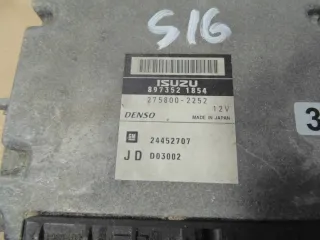 S16
ISUZU
897352 1854
275800-2252
12V
DENSO
MADE IN JAPAN
GM
24452707
JD D03002
3